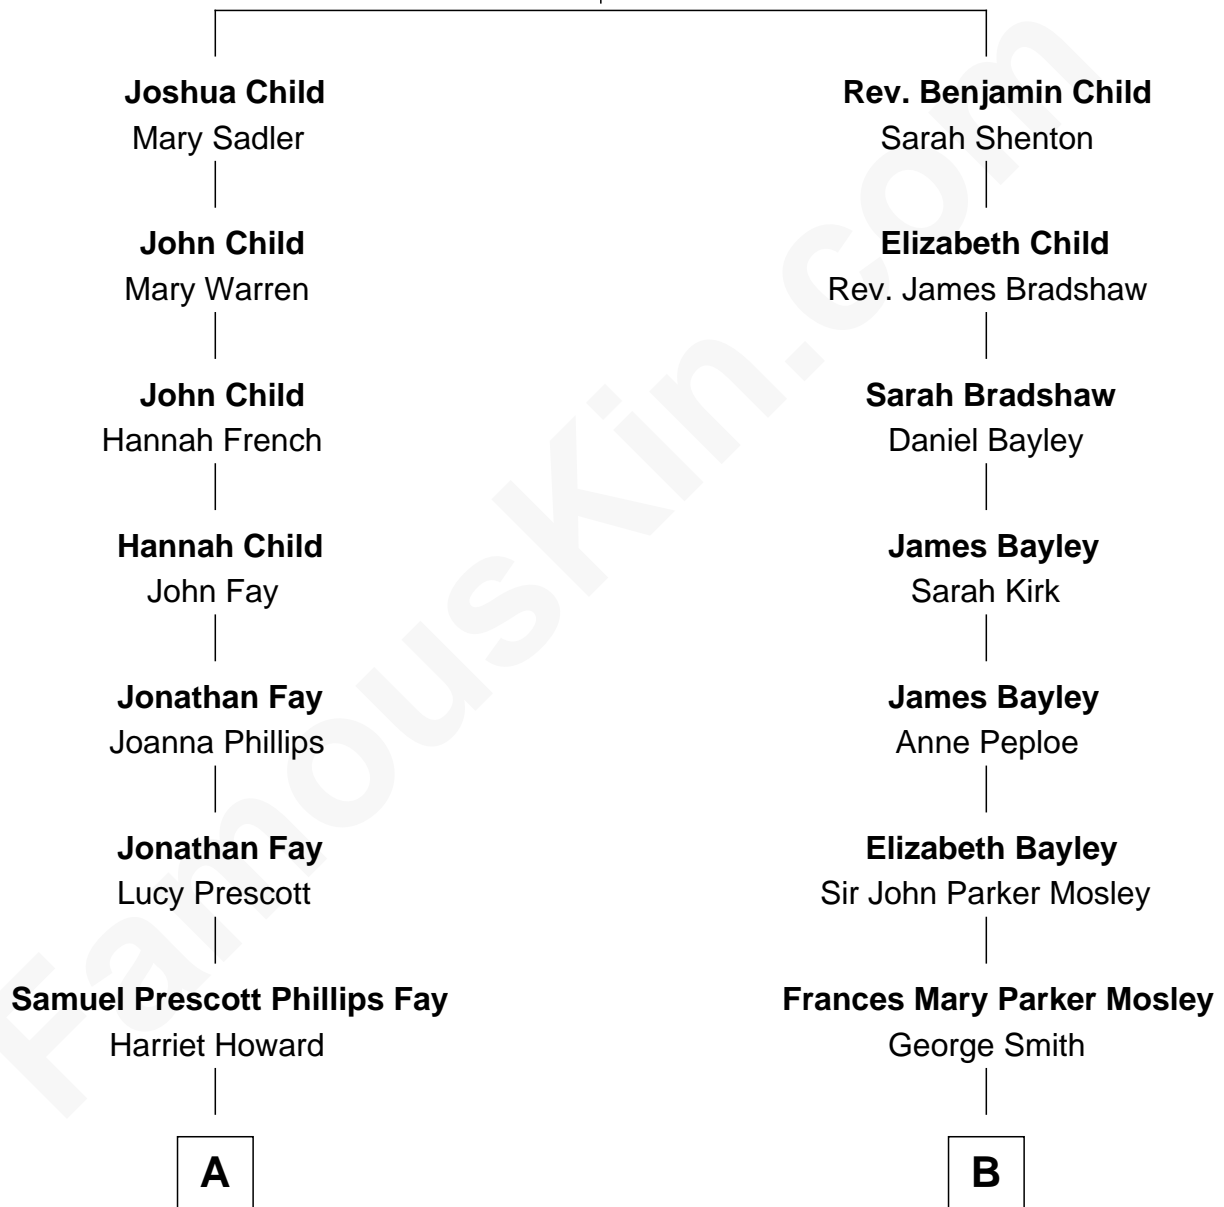 Joshua Child
Mary Sadler
John Child
Mary Warren
John Child
Hannah French
Hannah Child
John Fay
Jonathan Fay
Joanna Phillips
Jonathan Fay
Lucy Prescott
Samuel Prescott Phillips Fay
Harriet Howard
A
Rev. Benjamin Child
Sarah Shenton
Elizabeth Child
Rev. James Bradshaw
Sarah Bradshaw
Daniel Bayley
James Bayley
Sarah Kirk
James Bayley
Anne Peploe
Elizabeth Bayley
Sir John Parker Mosley
Frances Mary Parker Mosley
George Smith
B
FamousKin.com